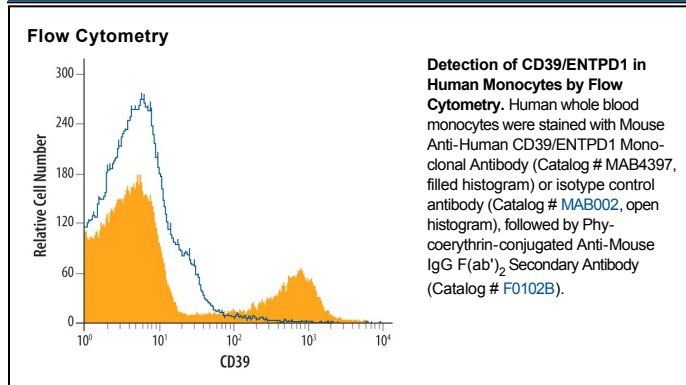 Flow Cytometry
300
240
180
120
60
0
Relative Cell Number
10⁰
10¹
10²
10³
10⁴
CD39
Detection of CD39/ENTPD1 in
Human Monocytes by Flow
Cytometry. Human whole blood
monocytes were stained with Mouse
Anti-Human CD39/ENTPD1 Mono-
clonal Antibody (Catalog # MAB4397,
filled histogram) or isotype control
antibody (Catalog # MAB002, open
histogram), followed by Phy-
coerythrin-conjugated Anti-Mouse
IgG F(ab')₂ Secondary Antibody
(Catalog # F0102B).